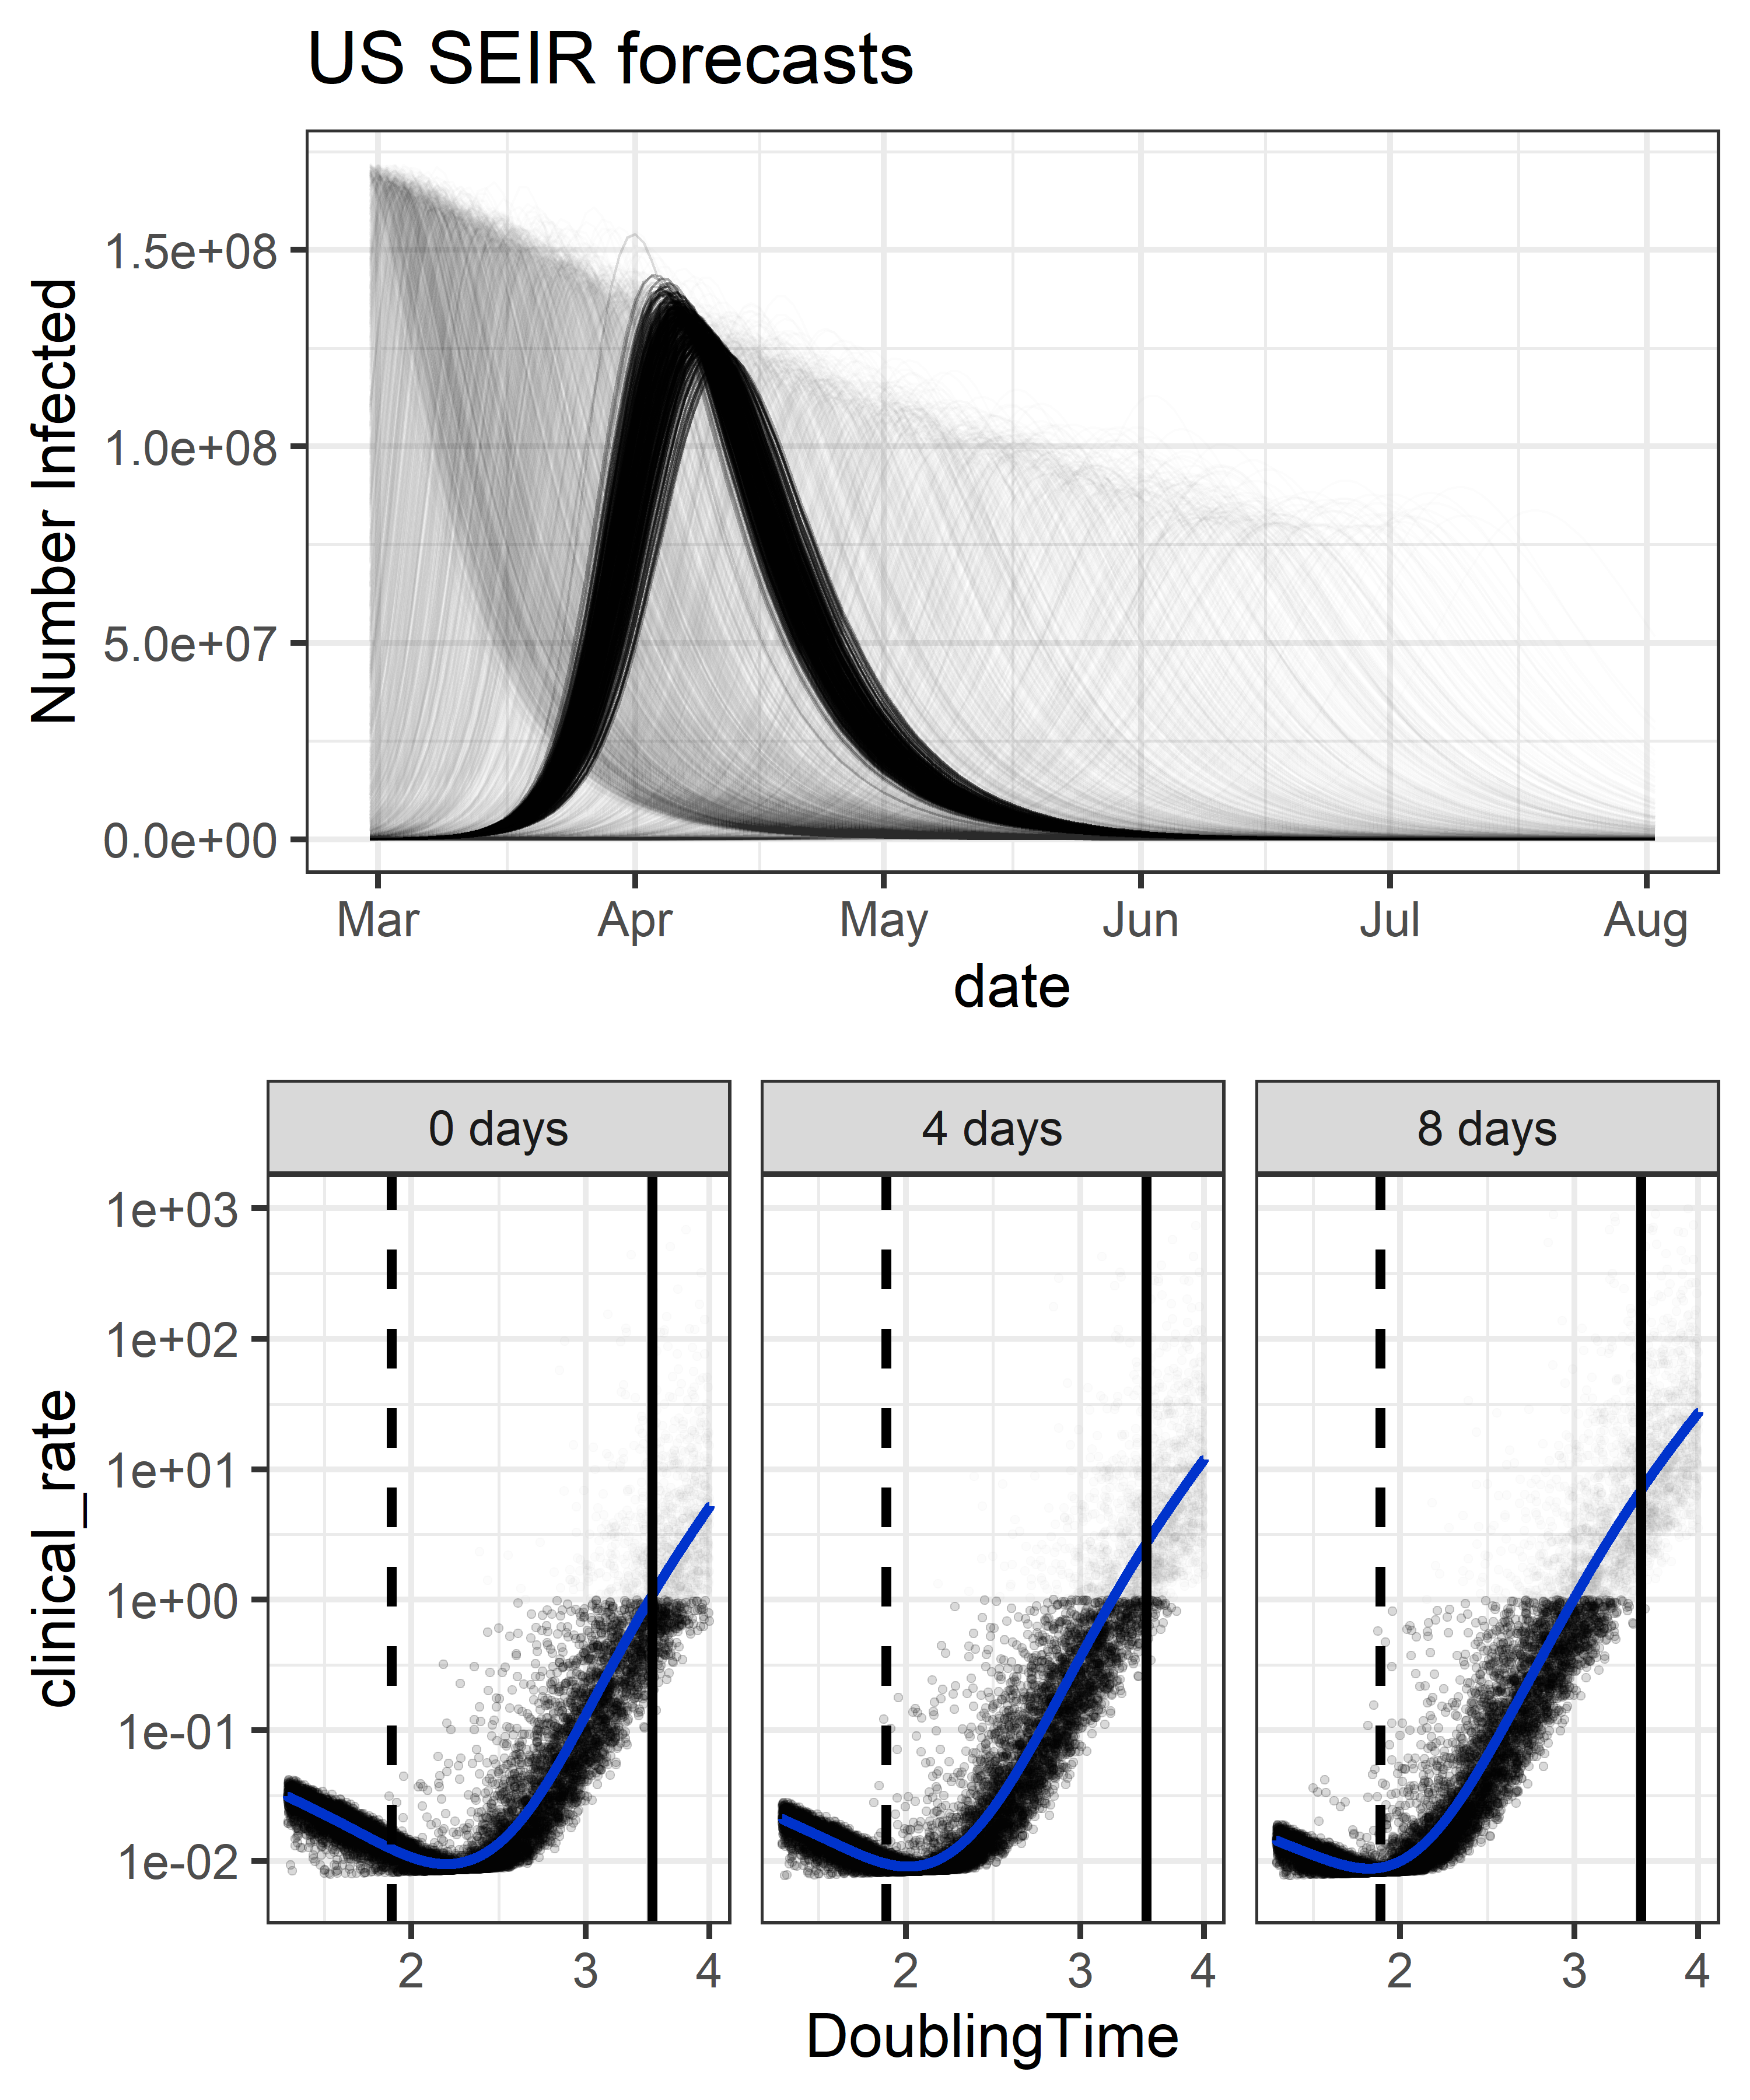 US SEIR forecasts
Number Infected
1.5e+08
1.0e+08
5.0e+07
0.0e+00
Mar Apr May Jun Jul Aug
date
0 days 4 days 8 days
clinical_rate
1e+03
1e+02
1e+01
1e+00
1e-01
1e-02
2 3 4 2 3 4 2 3 4
DoublingTime